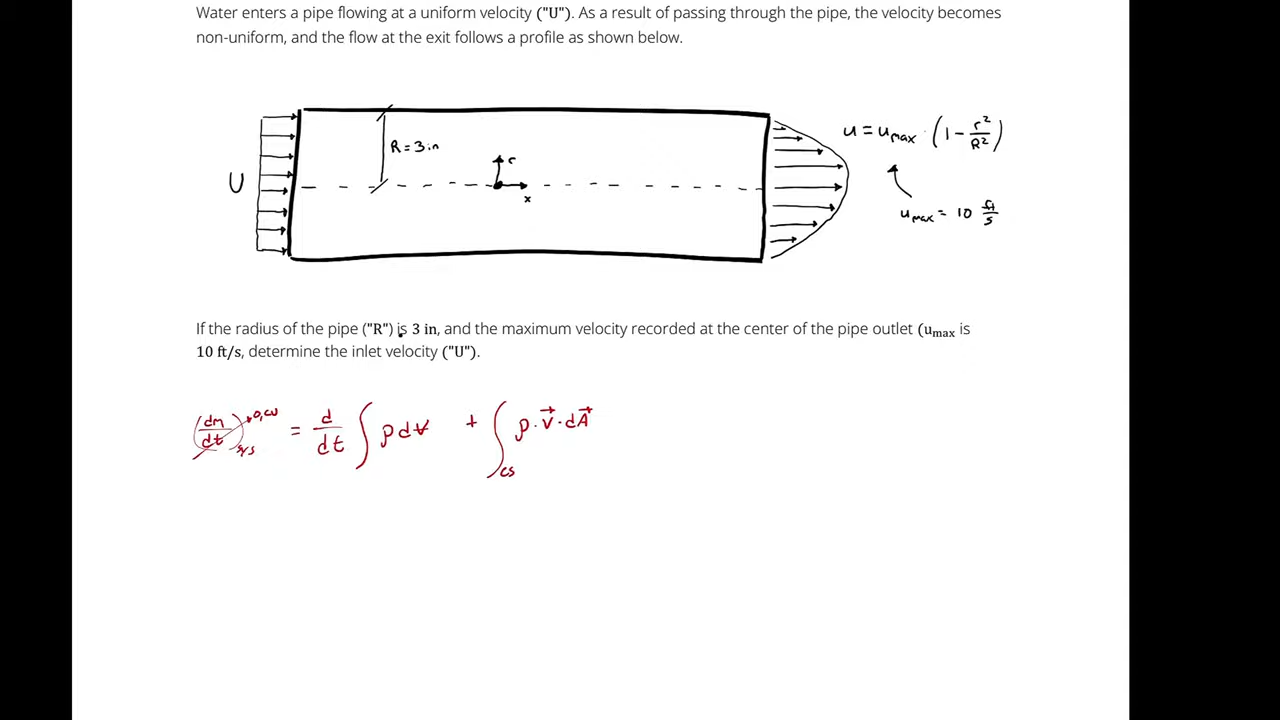 Water enters a pipe flowing at a uniform velocity ("U"). As a result of passing through the pipe, the velocity becomes
non-uniform, and the flow at the exit follows a profile as shown below.
u = umax · (1 - r²/R²)
R = 3 in
r
U
x
umax = 10 ft/s
If the radius of the pipe ("R") is 3 in, and the maximum velocity recorded at the center of the pipe outlet (umax is
10 ft/s, determine the inlet velocity ("U").
(dm/dt)sys 0, = d/dt ∫ ρdV + ∫cs ρ · V · dA